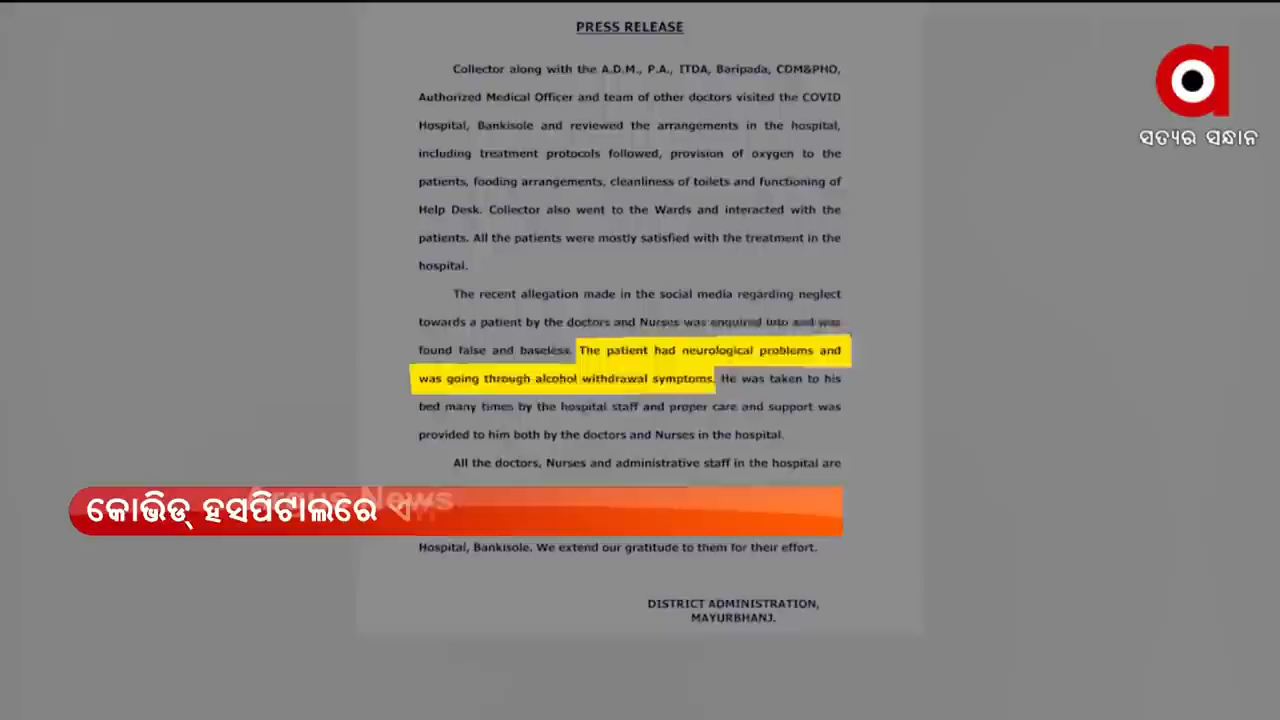 PRESS RELEASE
Collector along with the A.D.M., P.A., ITDA, Baripada, CDM&PHO,
Authorized Medical Officer and team of other doctors visited the COVID
Hospital, Bankisole and reviewed the arrangements in the hospital,
including treatment protocols followed, provision of oxygen to the
patients, fooding arrangements, cleanliness of toilets and functioning of
Help Desk. Collector also went to the Wards and interacted with the
patients. All the patients were mostly satisfied with the treatment in the
hospital.
The recent allegation made in the social media regarding neglect
towards a patient by the doctors and Nurses was enquired into and was
found false and baseless. The patient had neurological problems and
was going through alcohol withdrawal symptoms. He was taken to his
bed many times by the hospital staff and proper care and support was
provided to him both by the doctors and Nurses in the hospital.
All the doctors, Nurses and administrative staff in the hospital are
Argus News
କୋଭିଡ୍ ହସପିଟାଲରେ
Hospital, Bankisole. We extend our gratitude to them for their effort.
DISTRICT ADMINISTRATION,
MAYURBHANJ.
ସତ୍ୟର ସନ୍ଧାନ